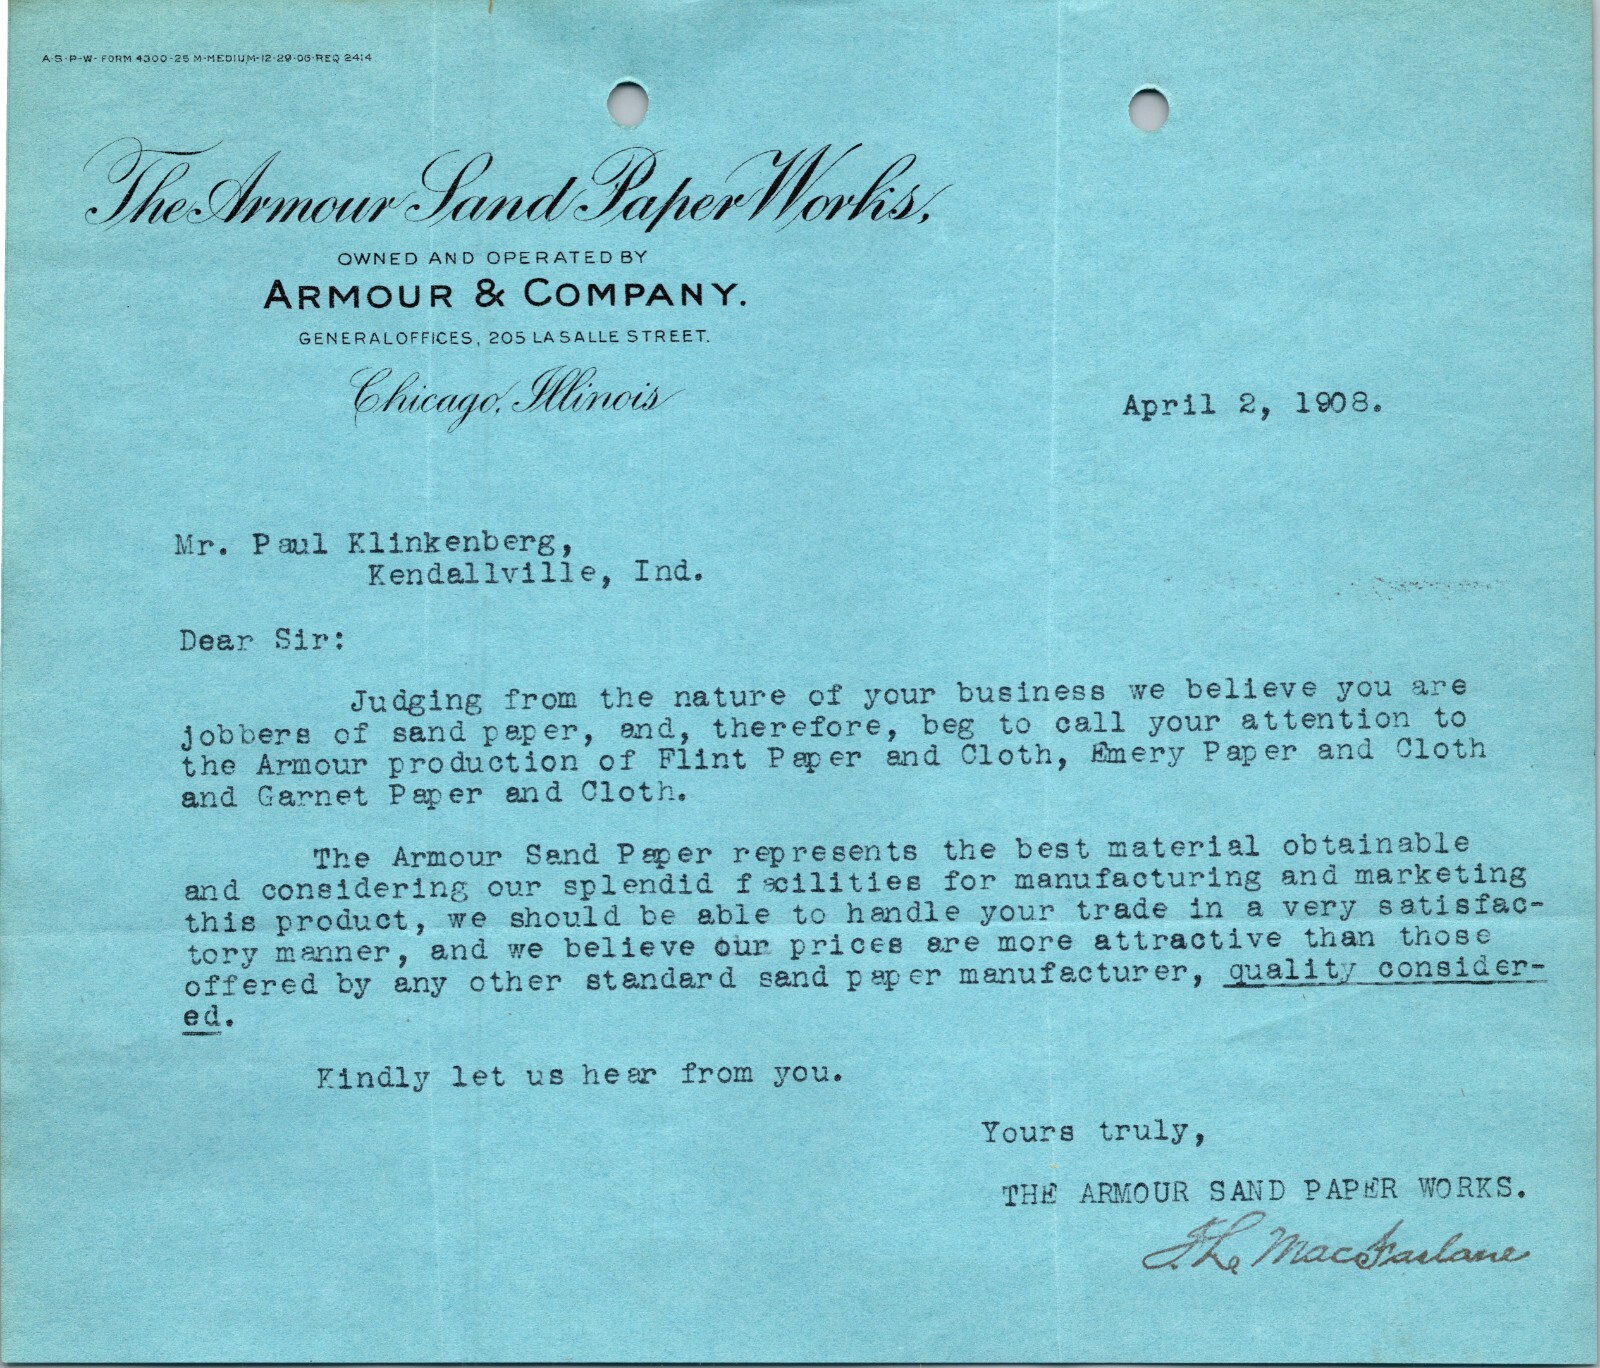 A-S-P-W- FORM 4300-25 M-MEDIUM-12-29-06-REQ 2414
The Armour Sand Paper Works,
OWNED AND OPERATED BY
ARMOUR & COMPANY.
GENERAL OFFICES, 205 LA SALLE STREET.
Chicago, Illinois
April 2, 1908.
Mr. Paul Klinkenberg,
Kendallville, Ind.
Dear Sir:
Judging from the nature of your business we believe you are
jobbers of sand paper, and, therefore, beg to call your attention to
the Armour production of Flint Paper and Cloth, Emery Paper and Cloth
and Garnet Paper and Cloth.
The Armour Sand Paper represents the best material obtainable
and considering our splendid facilities for manufacturing and marketing
this product, we should be able to handle your trade in a very satisfac-
tory manner, and we believe our prices are more attractive than those
offered by any other standard sand paper manufacturer, quality consider-
ed.
Kindly let us hear from you.
Yours truly,
THE ARMOUR SAND PAPER WORKS.
MacFarlane